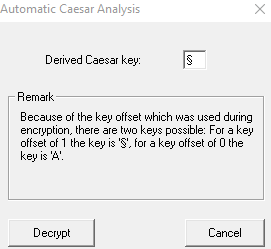 Automatic Caesar Analysis
Derived Caesar key:
§
Remark
Because of the key offset which was used during
encryption, there are two keys possible: For a key
offset of 1 the key is '§', for a key offset of 0 the
key is 'A'.
Decrypt
Cancel